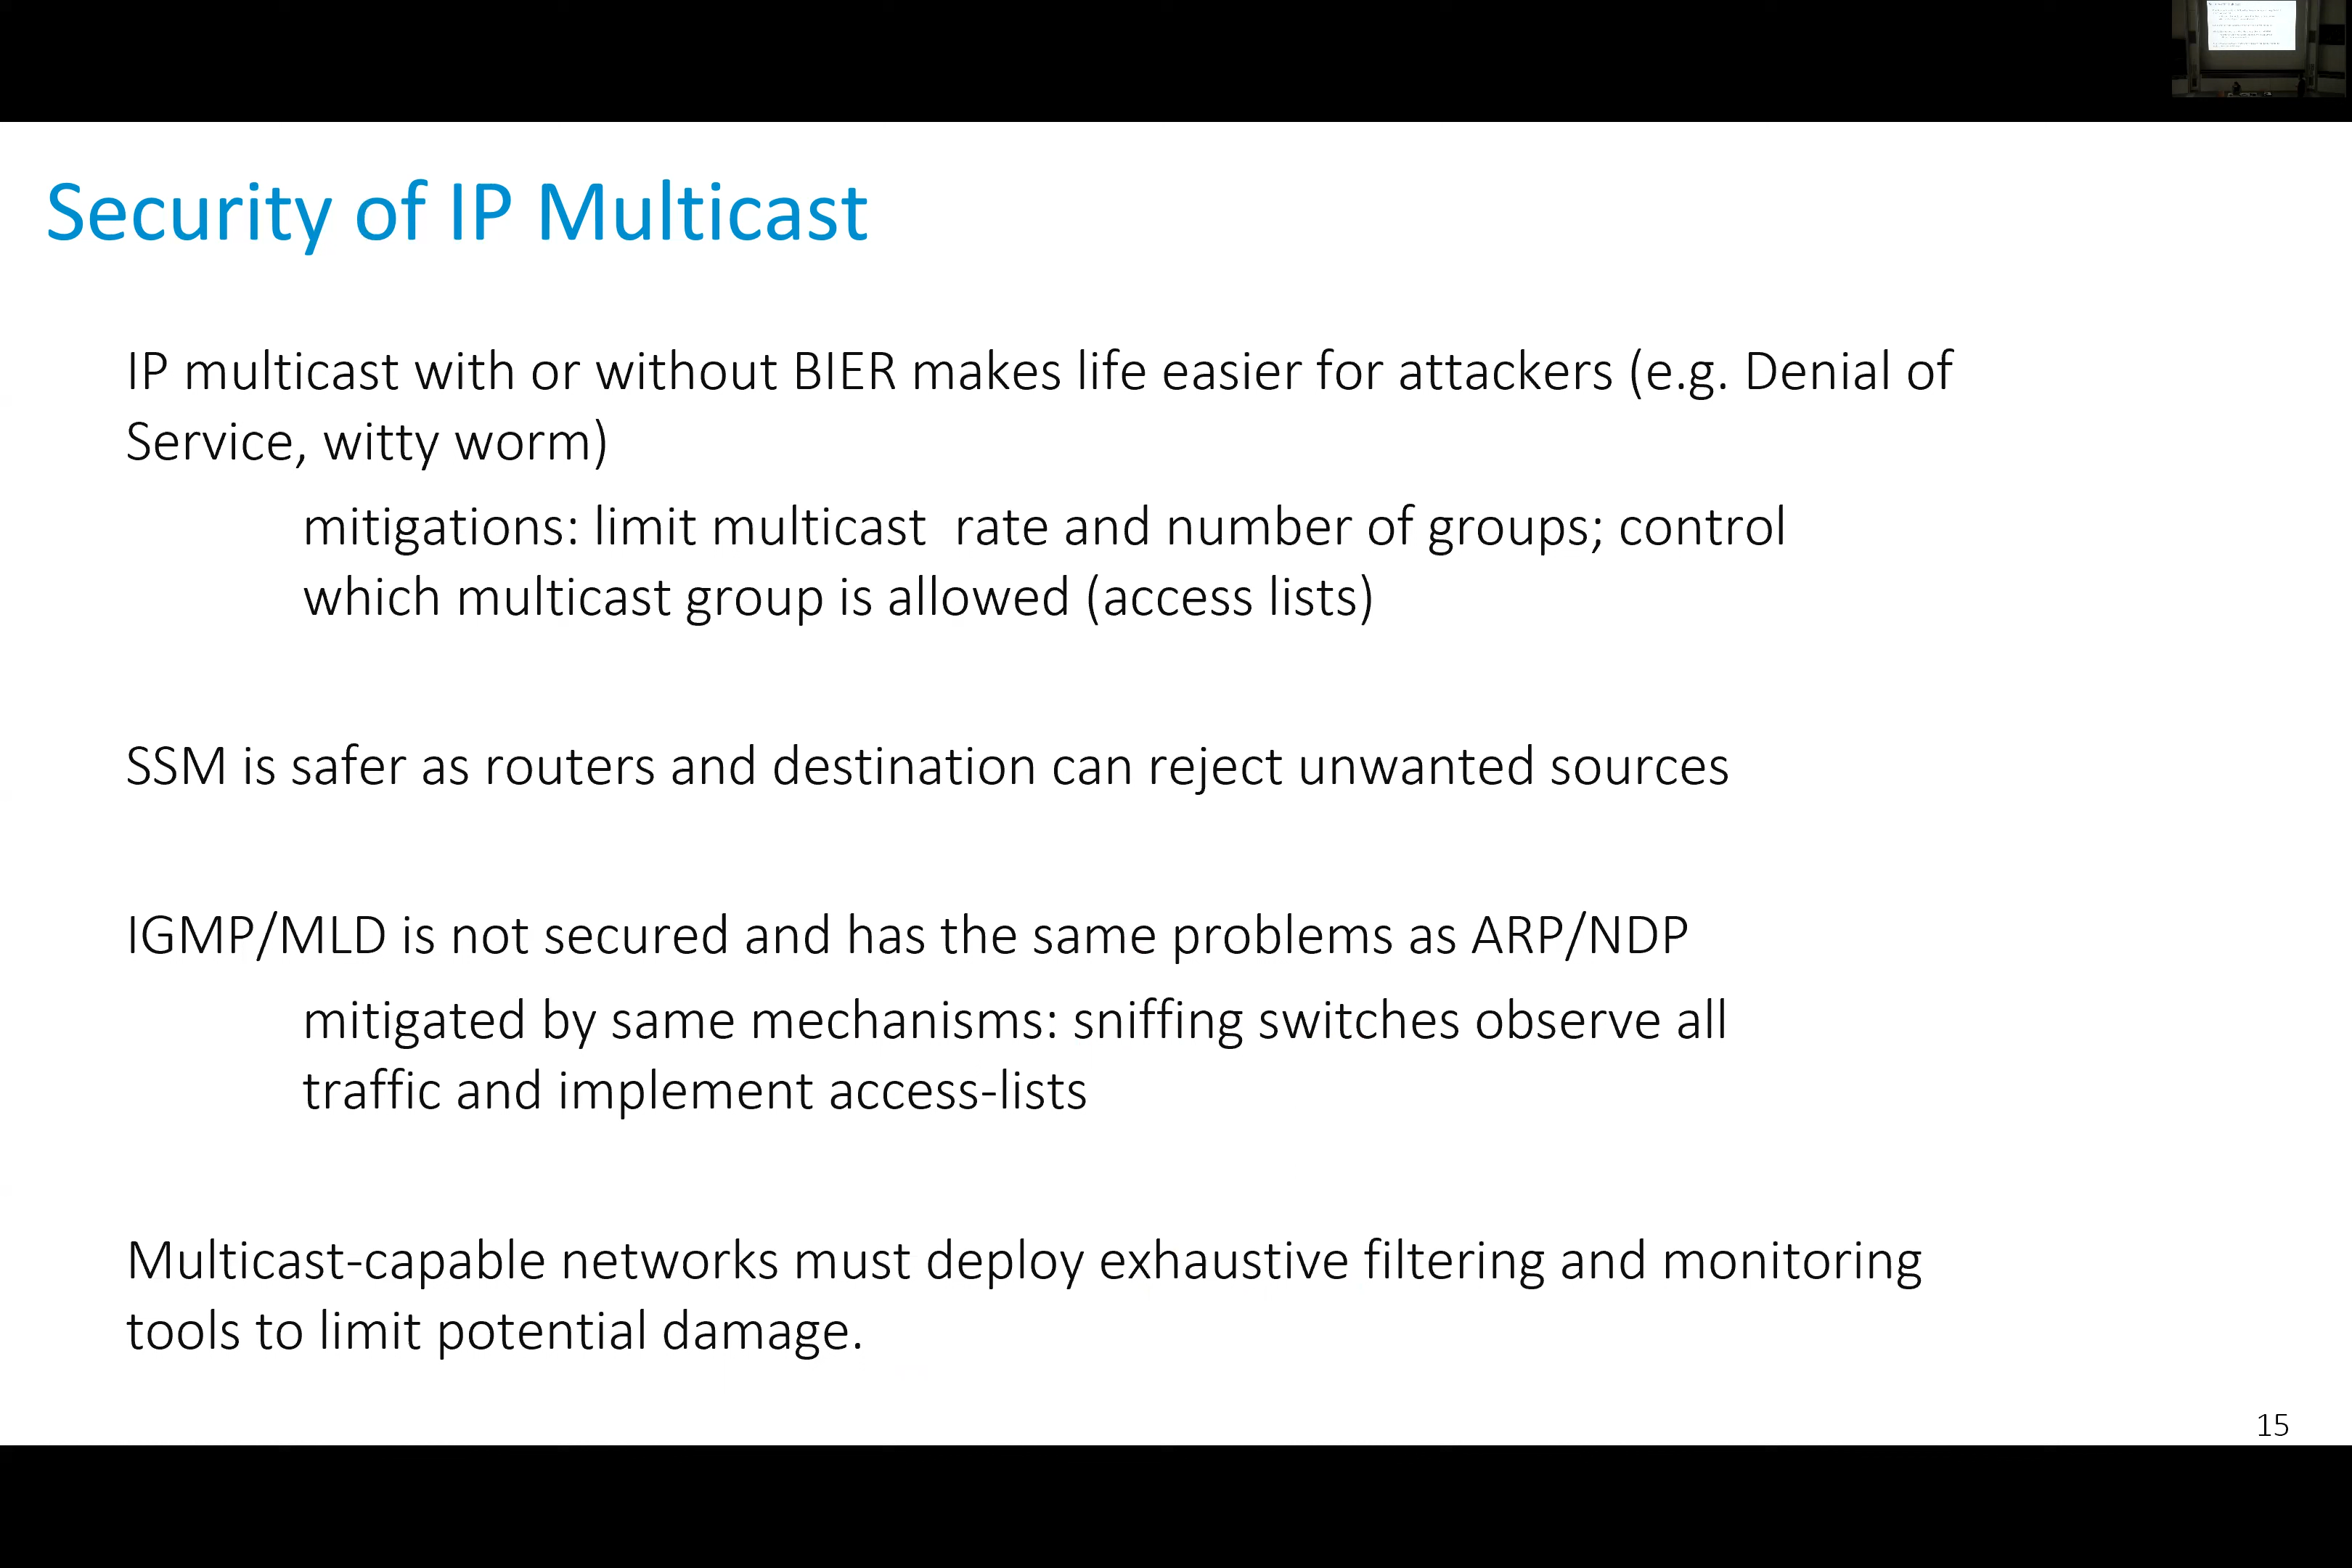 Security of IP Multicast
IP multicast with or without BIER makes life easier for attackers (e.g. Denial of
Service, witty worm)
mitigations: limit multicast  rate and number of groups; control
which multicast group is allowed (access lists)
SSM is safer as routers and destination can reject unwanted sources
IGMP/MLD is not secured and has the same problems as ARP/NDP
mitigated by same mechanisms: sniffing switches observe all
traffic and implement access-lists
Multicast-capable networks must deploy exhaustive filtering and monitoring
tools to limit potential damage.
15